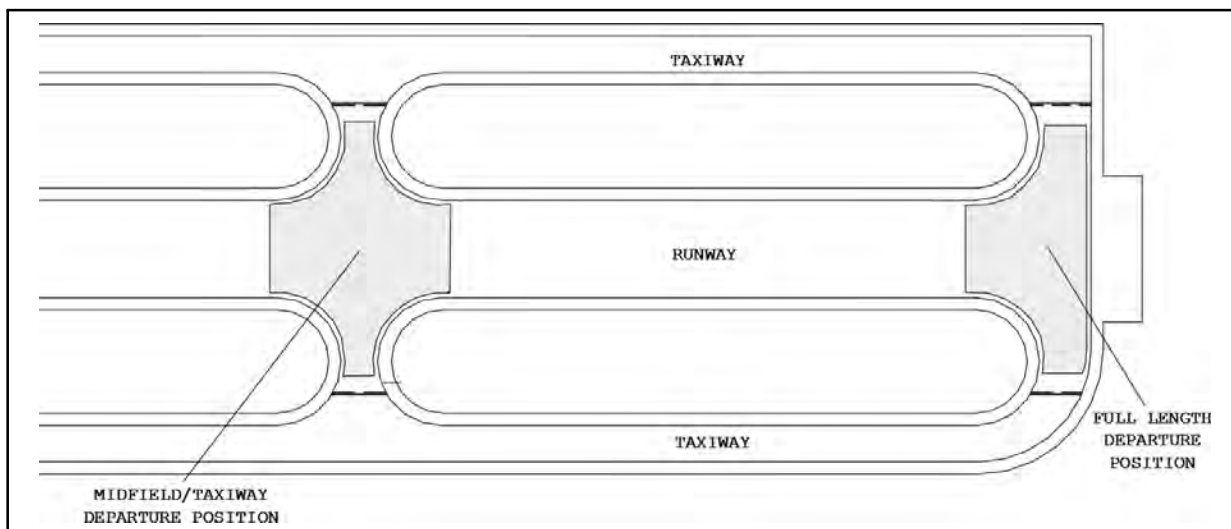 TAXIWAY
RUNWAY
TAXIWAY
FULL LENGTH
DEPARTURE
POSITION
MIDFIELD/TAXIWAY
DEPARTURE POSITION